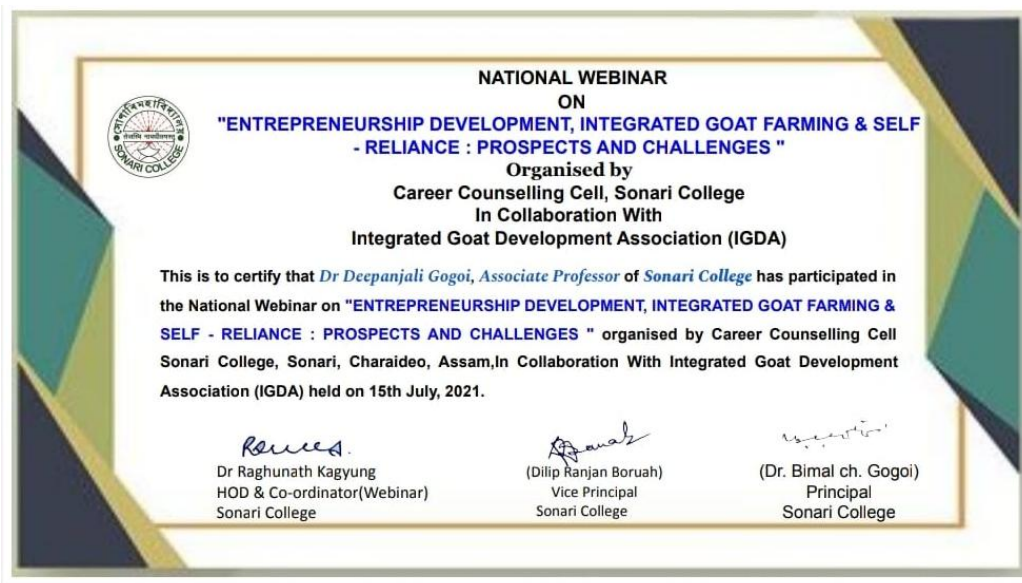 NATIONAL WEBINAR
ON
"ENTREPRENEURSHIP DEVELOPMENT, INTEGRATED GOAT FARMING & SELF
- RELIANCE : PROSPECTS AND CHALLENGES "
Organised by
Career Counselling Cell, Sonari College
In Collaboration With
Integrated Goat Development Association (IGDA)
SONARI COLLEGE
This is to certify that Dr Deepanjali Gogoi, Associate Professor of Sonari College has participated in
the National Webinar on "ENTREPRENEURSHIP DEVELOPMENT, INTEGRATED GOAT FARMING &
SELF - RELIANCE : PROSPECTS AND CHALLENGES " organised by Career Counselling Cell
Sonari College, Sonari, Charaideo, Assam,In Collaboration With Integrated Goat Development
Association (IGDA) held on 15th July, 2021.
Dr Raghunath Kagyung
HOD & Co-ordinator(Webinar)
Sonari College
(Dilip Ranjan Boruah)
Vice Principal
Sonari College
(Dr. Bimal ch. Gogoi)
Principal
Sonari College